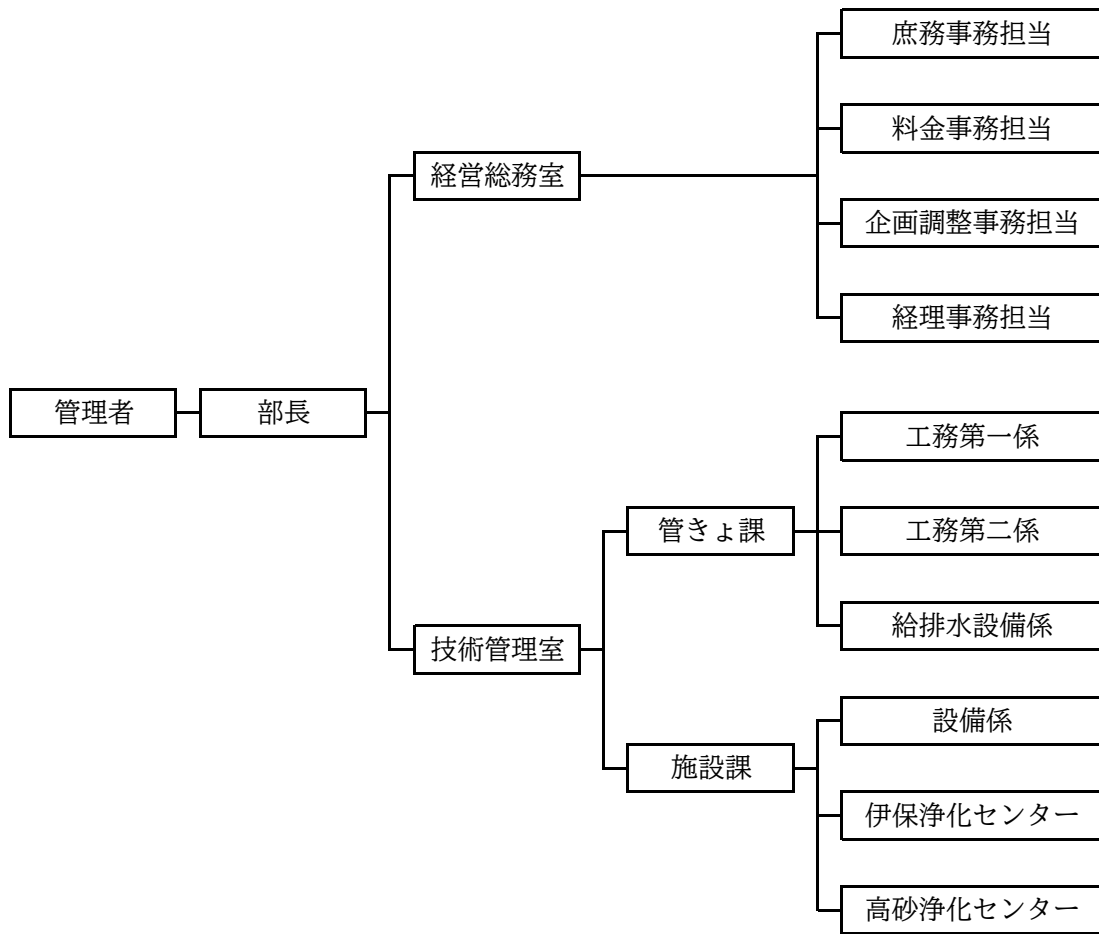 管理者
部長
経営総務室
庶務事務担当
料金事務担当
企画調整事務担当
経理事務担当
技術管理室
管きょ課
工務第一係
工務第二係
給排水設備係
施設課
設備係
伊保浄化センター
高砂浄化センター